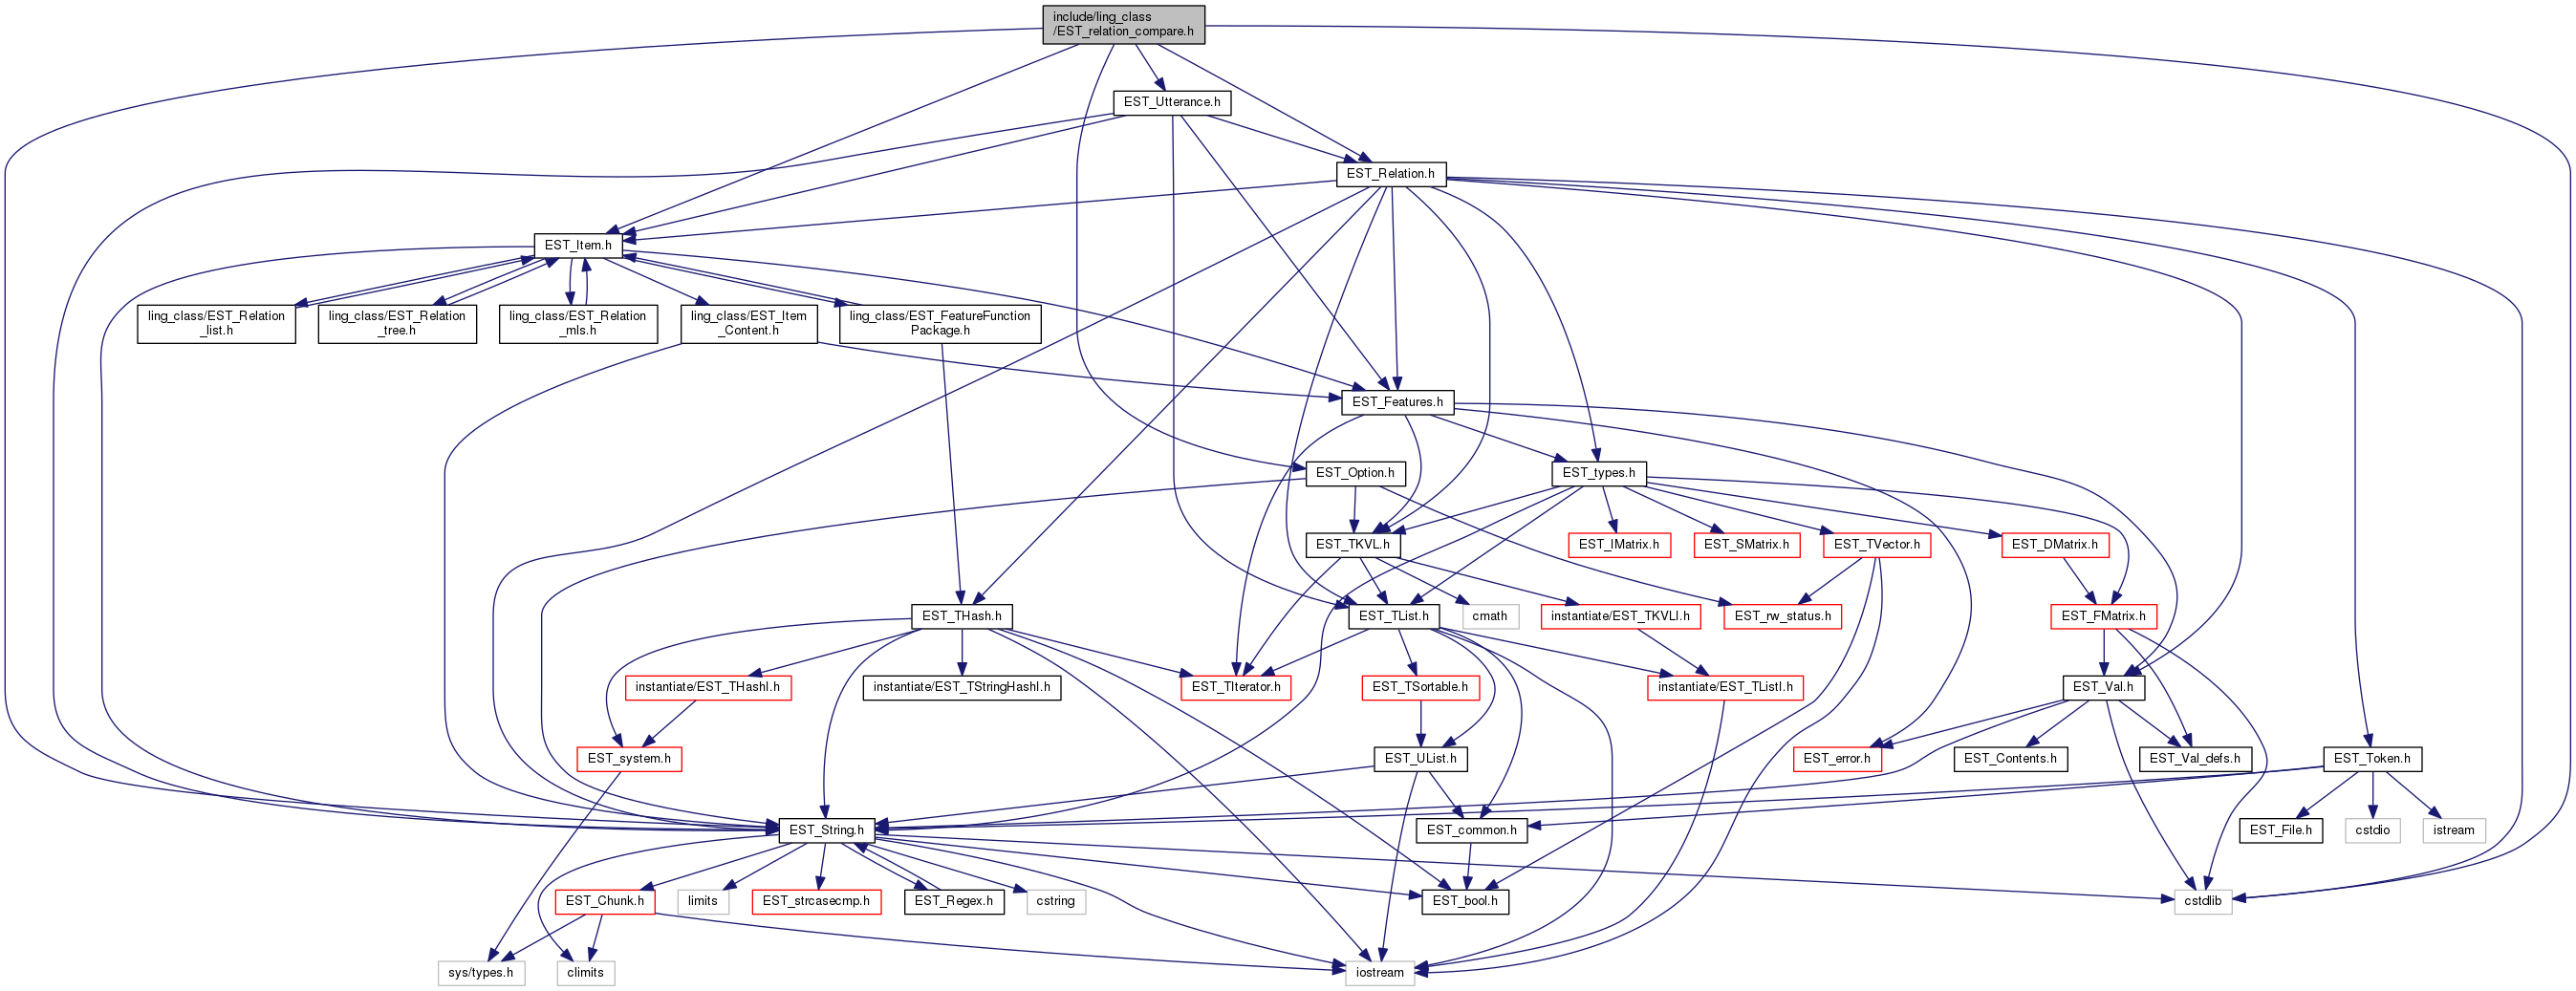 include/ling_class
/EST_relation_compare.h
EST_Utterance.h
EST_Relation.h
EST_Item.h
ling_class/EST_Relation
_list.h
ling_class/EST_Relation
_tree.h
ling_class/EST_Relation
_mls.h
ling_class/EST_Item
_Content.h
ling_class/EST_FeatureFunction
Package.h
EST_Features.h
EST_Option.h
EST_types.h
EST_TKVL.h
EST_IMatrix.h
EST_SMatrix.h
EST_TVector.h
EST_DMatrix.h
EST_THash.h
EST_TList.h
cmath
instantiate/EST_TKVLI.h
EST_rw_status.h
EST_FMatrix.h
instantiate/EST_THashI.h
instantiate/EST_TStringHashI.h
EST_TIterator.h
EST_TSortable.h
instantiate/EST_TListI.h
EST_Val.h
EST_system.h
EST_UList.h
EST_error.h
EST_Contents.h
EST_Val_defs.h
EST_Token.h
EST_String.h
EST_common.h
EST_File.h
cstdio
istream
EST_Chunk.h
limits
EST_strcasecmp.h
EST_Regex.h
cstring
EST_bool.h
cstdlib
sys/types.h
climits
iostream